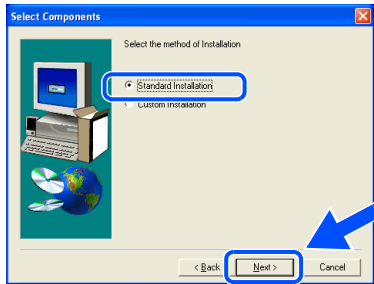 Select Components
Select the method of Installation
Standard Installation
Custom Installation
< Back
Next >
Cancel